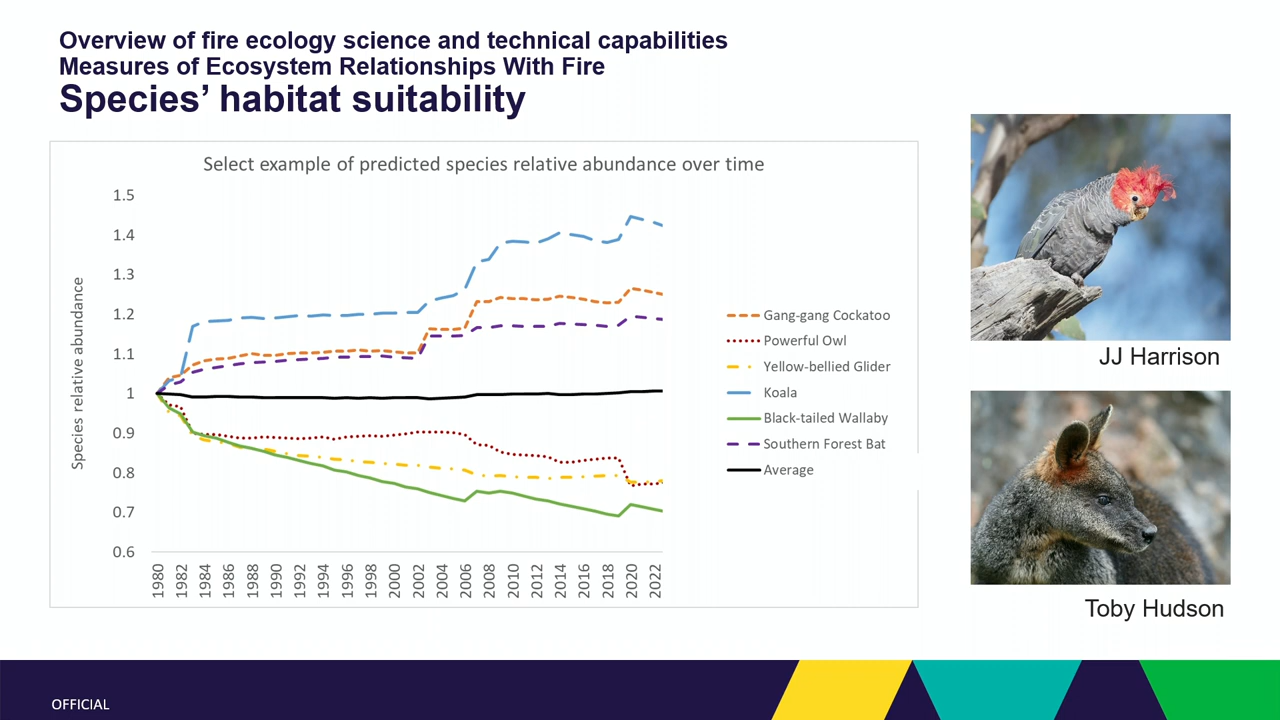 Overview of fire ecology science and technical capabilities
Measures of Ecosystem Relationships With Fire
Species’ habitat suitability
Select example of predicted species relative abundance over time
Species relative abundance
1.5
1.4
1.3
1.2
1.1
1
0.9
0.8
0.7
0.6
1980
1982
1984
1986
1988
1990
1992
1994
1996
1998
2000
2002
2004
2006
2008
2010
2012
2014
2016
2018
2020
2022
Gang-gang Cockatoo
Powerful Owl
Yellow-bellied Glider
Koala
Black-tailed Wallaby
Southern Forest Bat
Average
JJ Harrison
Toby Hudson
OFFICIAL